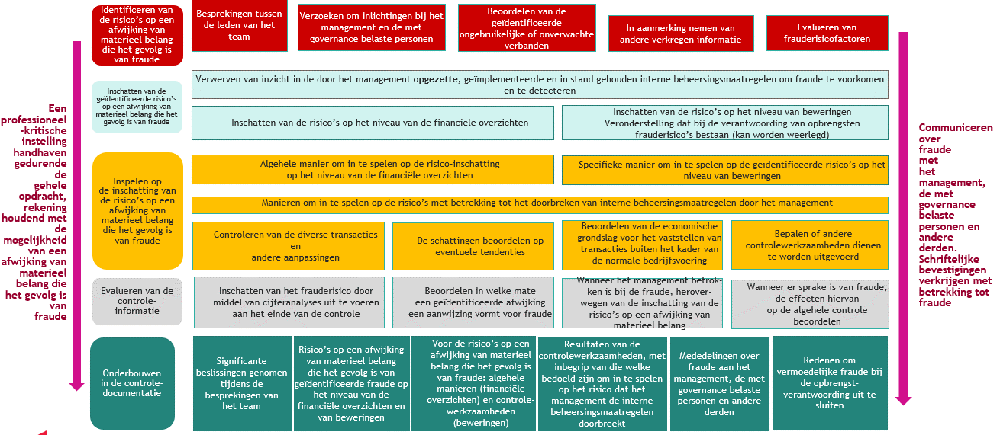 Een
professioneel
-kritische
instelling
handhaven
gedurende
de
gehele
opdracht,
rekening
houdend met
de
mogelijkheid
van een
afwijking van
materieel
belang die
het gevolg is
van
fraude
Identificeren van
de risico's op een
afwijking van
materieel belang
die het gevolg is
van fraude
Besprekingen tussen
de leden van het
team
Verzoeken om inlichtingen bij het
management en de met
governance belaste personen
Beoordelen van de
geïdentificeerde
ongebruikelijke of onverwachte
verbanden
In aanmerking nemen van
andere verkregen informatie
Evalueren van
frauderisicofactoren
Inschatten van de
geïdentificeerde risico's
op een afwijking van
materieel belang die het
gevolg is van fraude
Verwerven van inzicht in de door het management opgezette, geïmplementeerde en in stand gehouden interne beheersingsmaatregelen om fraude te voorkomen
en te detecteren
Inschatten van de risico's op het niveau van de financiële overzichten
Inschatten van de risico's op het niveau van beweringen
Veronderstelling dat bij de verantwoording van opbrengsten
frauderisico's bestaan (kan worden weerlegd)
Inspelen op
de inschatting van
de risico's op een
afwijking van
materieel belang
die het gevolg is
van fraude
Algehele manier om in te spelen op de risico-inschatting
op het niveau van de financiële overzichten
Specifieke manier om in te spelen op de geïdentificeerde risico's op het
niveau van beweringen
Manieren om in te spelen op de risico's met betrekking tot het doorbreken van interne beheersingsmaatregelen door het management
Controleren van de diverse transacties
en
andere aanpassingen
De schattingen beoordelen op
eventuele tendenties
Beoordelen van de economische
grondslag voor het vaststellen van
transacties buiten het kader van
de normale bedrijfsvoering
Bepalen of andere
controlewerkzaamheden dienen
te worden uitgevoerd
Evalueren van de
controle-
informatie
Inschatten van het frauderisico door
middel van cijferanalyses uit te voeren
aan het einde van de controle
Beoordelen in welke mate
een geïdentificeerde afwijking
een aanwijzing vormt voor fraude
Wanneer het management betrok-
ken is bij de fraude, herover-
wegen van de inschatting van de
risico's op een afwijking van
materieel belang
Wanneer er sprake is van fraude,
de effecten hiervan
op de algehele controle
beoordelen
Onderbouwen
in de controle-
documentatie
Significante
beslissingen genomen
tijdens de
besprekingen van
het team
Risico's op een afwijking
van materieel belang
die het gevolg is van
geïdentificeerde fraude op
het niveau van de
financiële overzichten en
van beweringen
Voor de risico's op een
afwijking van materieel
belang die het gevolg is
van fraude: algehele
manieren (financiële
overzichten) en controle-
werkzaamheden
(beweringen)
Resultaten van de
controlewerkzaamheden, met
inbegrip van die welke
bedoeld zijn om in te spelen
op het risico dat het
management de interne
beheersingsmaatregelen
doorbreekt
Mededelingen over
fraude aan het
management, de met
governance belaste
personen en andere
derden
Redenen om
vermoedelijke fraude bij
de opbrengst-
verantwoording uit te
sluiten
Communiceren
over
fraude
met
het
management,
de met
governance
belaste
personen en
andere
derden.
Schriftelijke
bevestigingen
verkrijgen met
betrekking tot
fraude